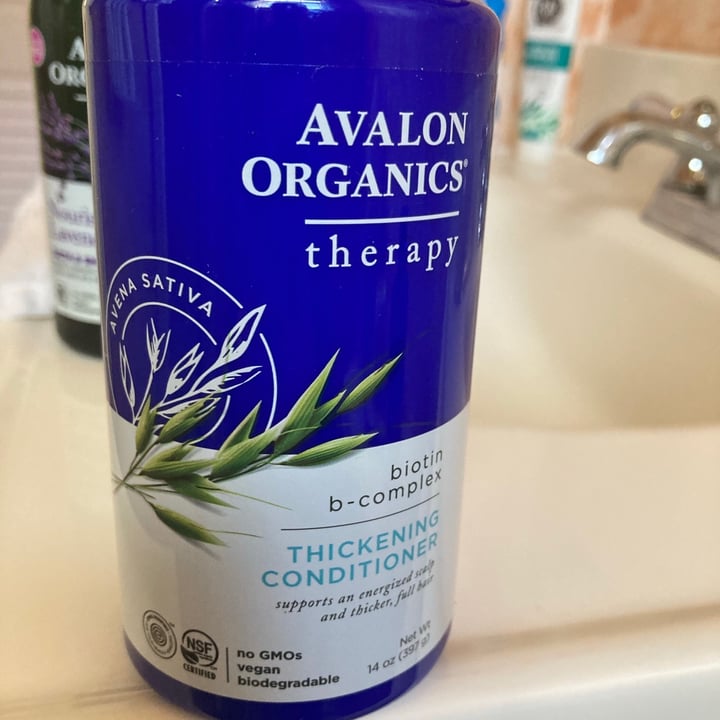 AVALON
ORGANICS®
therapy
AVENA SATIVA
biotin
b-complex
THICKENING
CONDITIONER
supports an energized scalp
and thicker, full hair
NSF
CERTIFIED
no GMOs
vegan
biodegradable
Net Wt
14 oz (397 g)